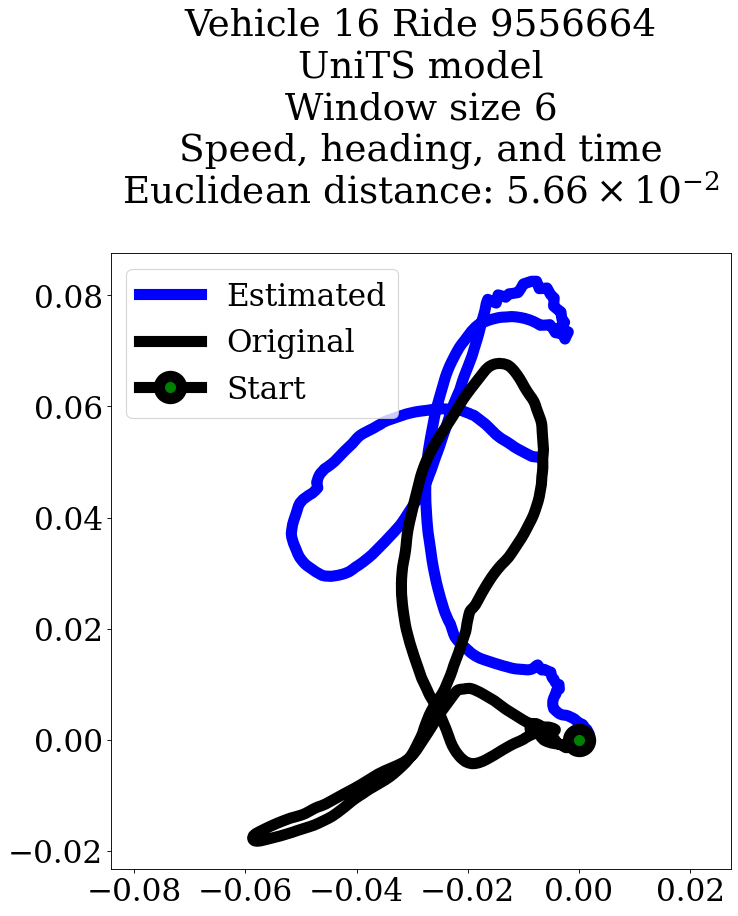 Vehicle 16 Ride 9556664
UniTS model
Window size 6
Speed, heading, and time
Euclidean distance: 5.66 × 10⁻²
Estimated
Original
Start
0.08
0.06
0.04
0.02
0.00
−0.02
−0.08 −0.06 −0.04 −0.02 0.00 0.02